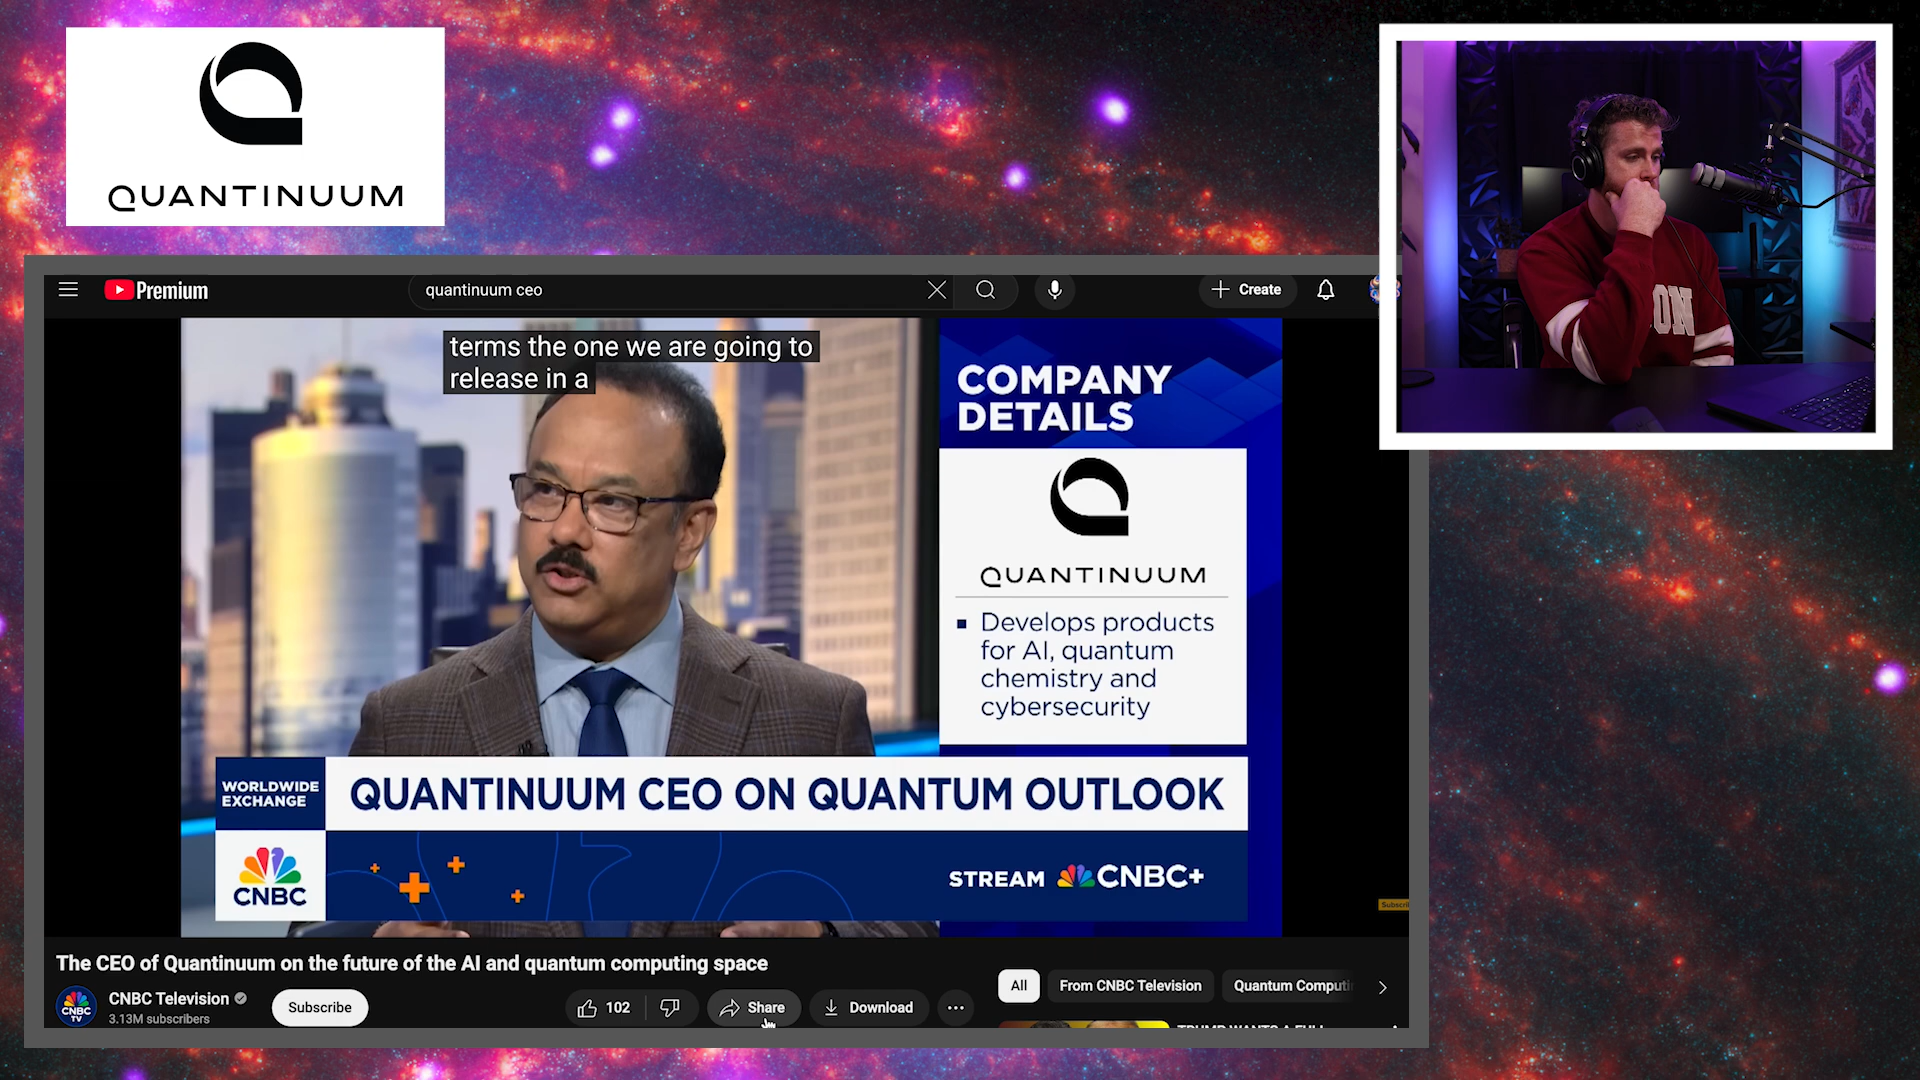 QUANTINUUM
Premium
quantinuum ceo
Create
terms the one we are going to
release in a
COMPANY
DETAILS
QUANTINUUM
▪ Develops products
for AI, quantum
chemistry and
cybersecurity
WORLDWIDE
EXCHANGE
QUANTINUUM CEO ON QUANTUM OUTLOOK
CNBC
STREAM CNBC+
The CEO of Quantinuum on the future of the AI and quantum computing space
CNBC Television
3.13M subscribers
CNBC
TV
Subscribe
102
Share
Download
All
From CNBC Television
Quantum Computi
ON